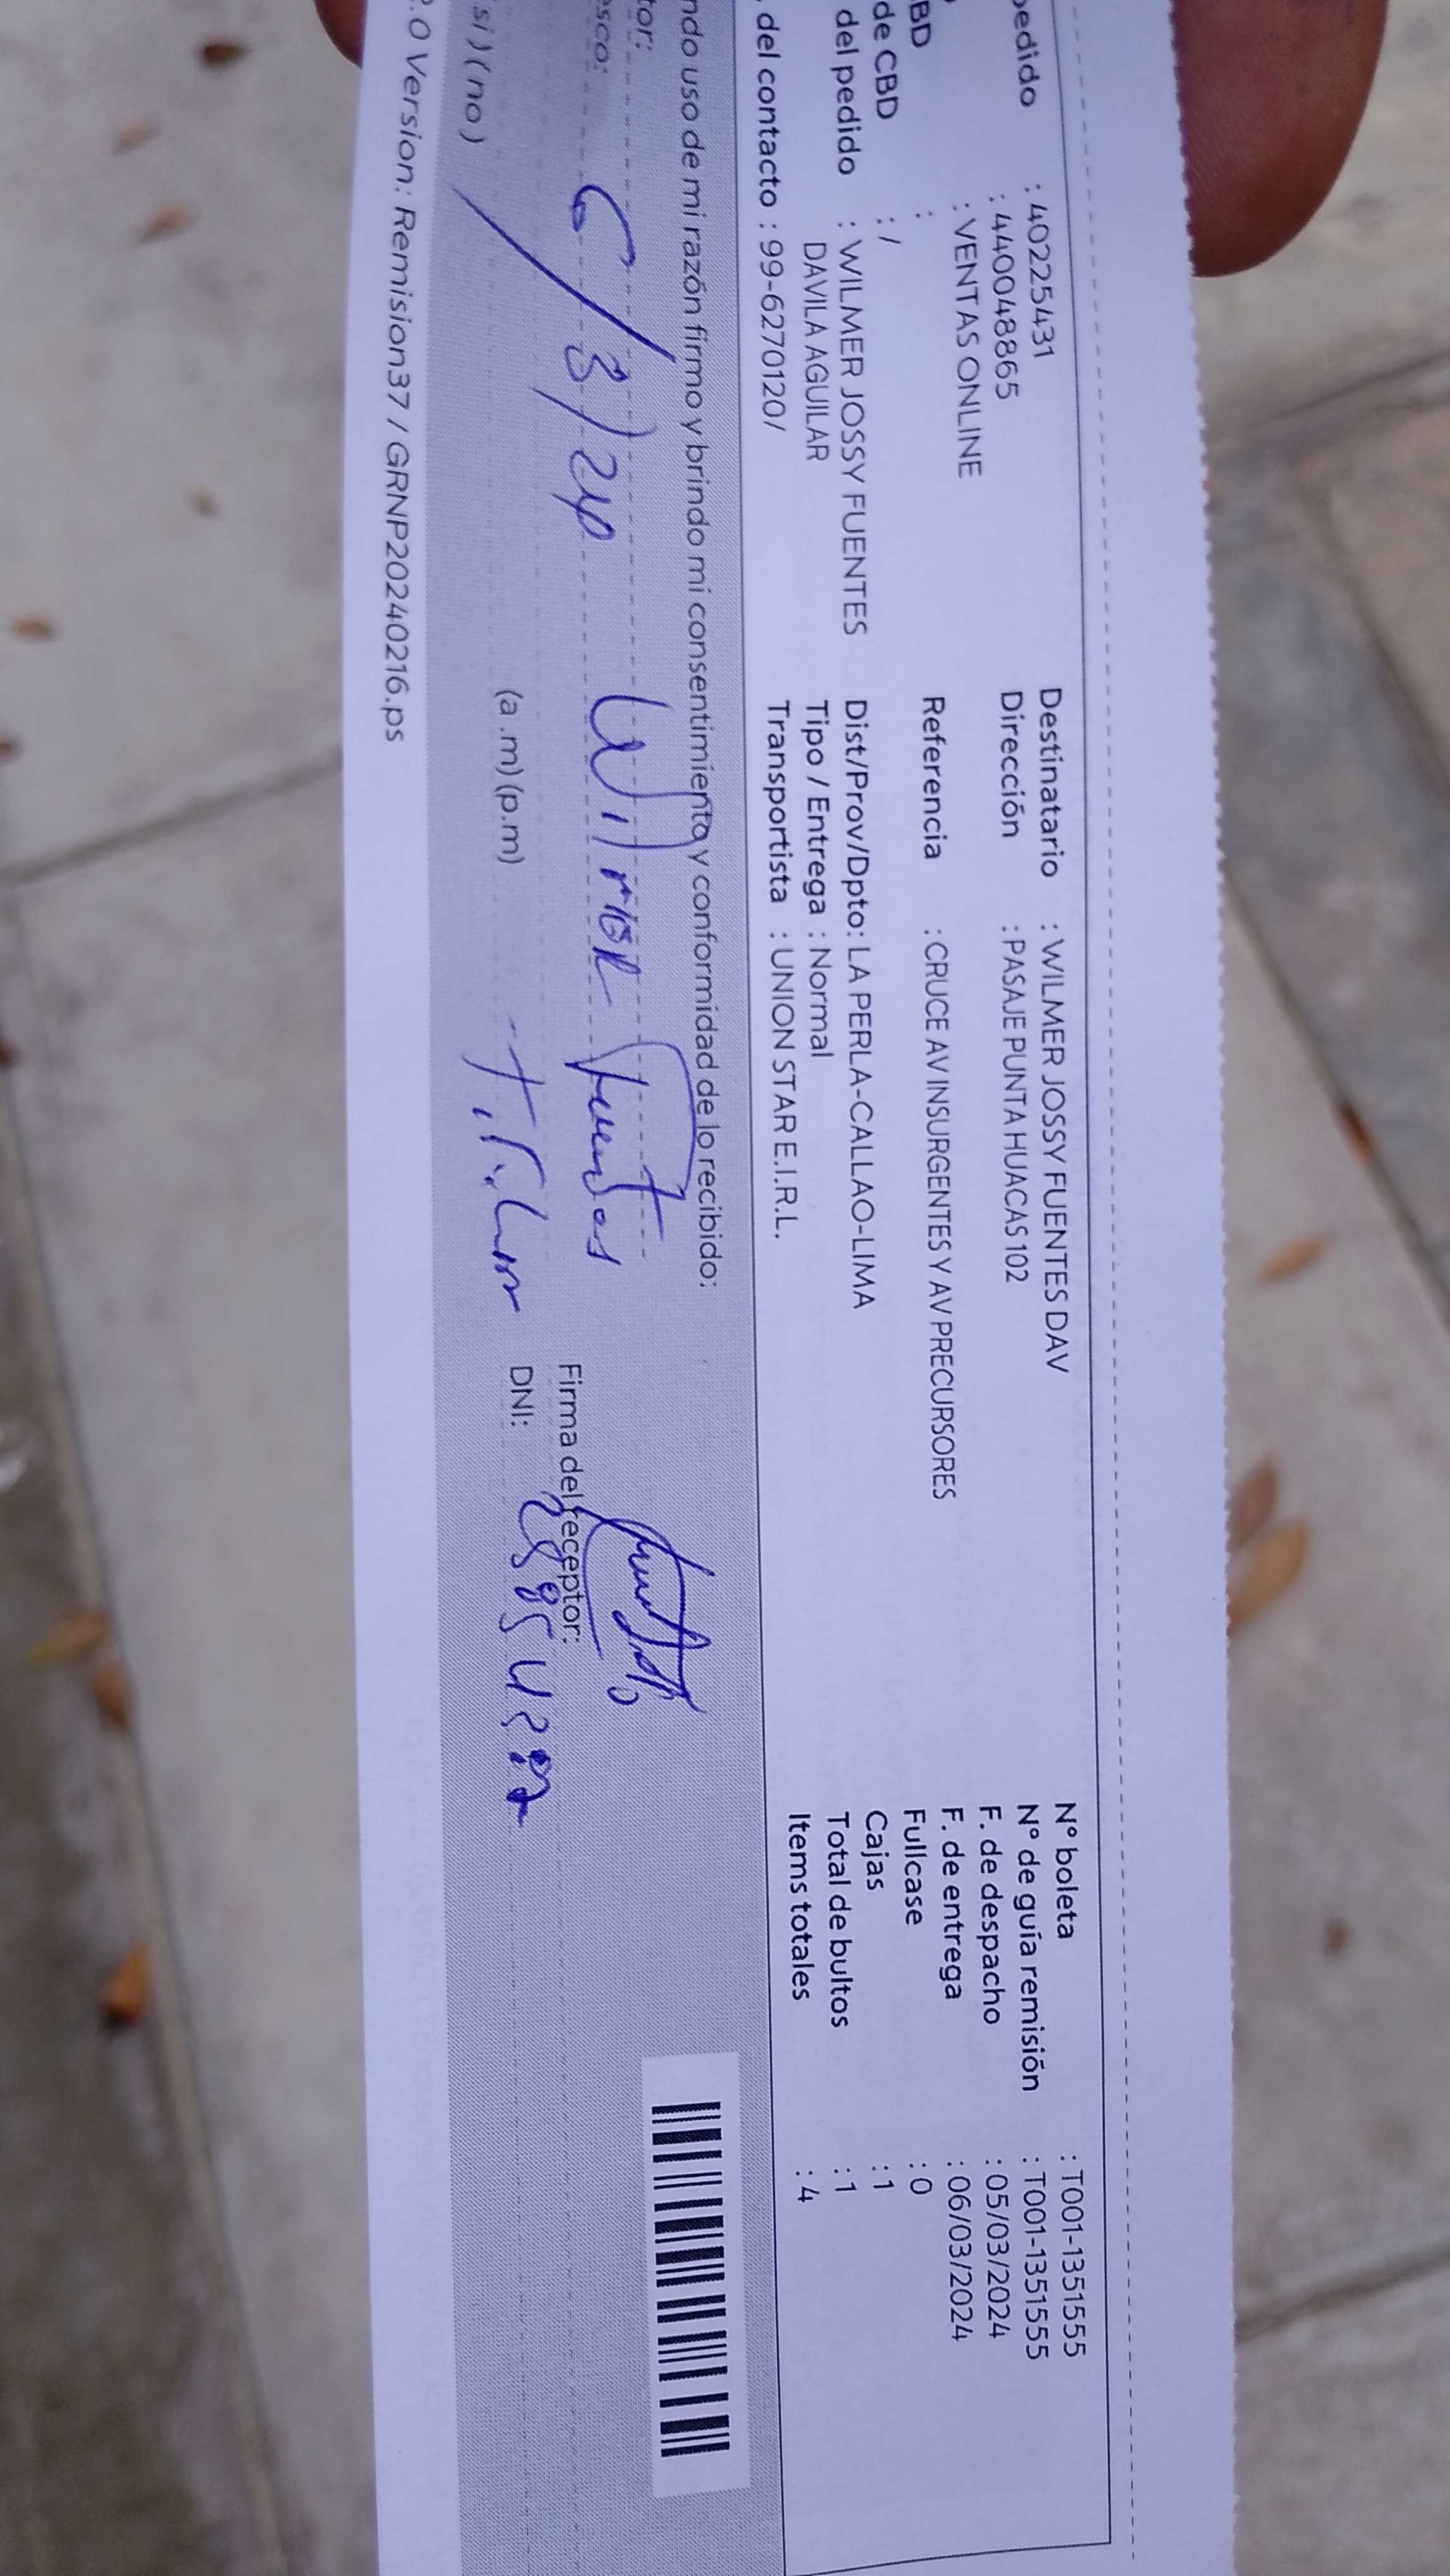 pedido : 40225431
: 44004 8865
: VENTAS ONLINE
BD :
de CBD : /
del pedido : WILMER JOSSY FUENTES
DAVILA AGUILAR
del contacto : 99-6270120/
Destinatario : WILMER JOSSY FUENTES DAV
Dirección : PASAJE PUNTA HUACAS 102
Referencia : CRUCE AV INSURGENTES Y AV PRECURSORES
Dist/Prov/Dpto: LA PERLA-CALLAO-LIMA
Tipo / Entrega : Normal
Transportista : UNION STAR E.I.R.L.
Nº boleta : T001-1351555
Nº de guía remisión : T001-1351555
F. de despacho : 05/03/2024
F. de entrega : 06/03/2024
Fullcase : 0
Cajas : 1
Total de bultos : 1
Items totales : 4
ndo uso de mi razón firmo y brindo mi consentimiento y conformidad de lo recibido:
tor:
esco:
6/3/24 Fuentes
si) (no) (a.m) (p.m)
Firma del receptor:
DNI:
.0 Version: Remision37 / GRNP20240216.ps